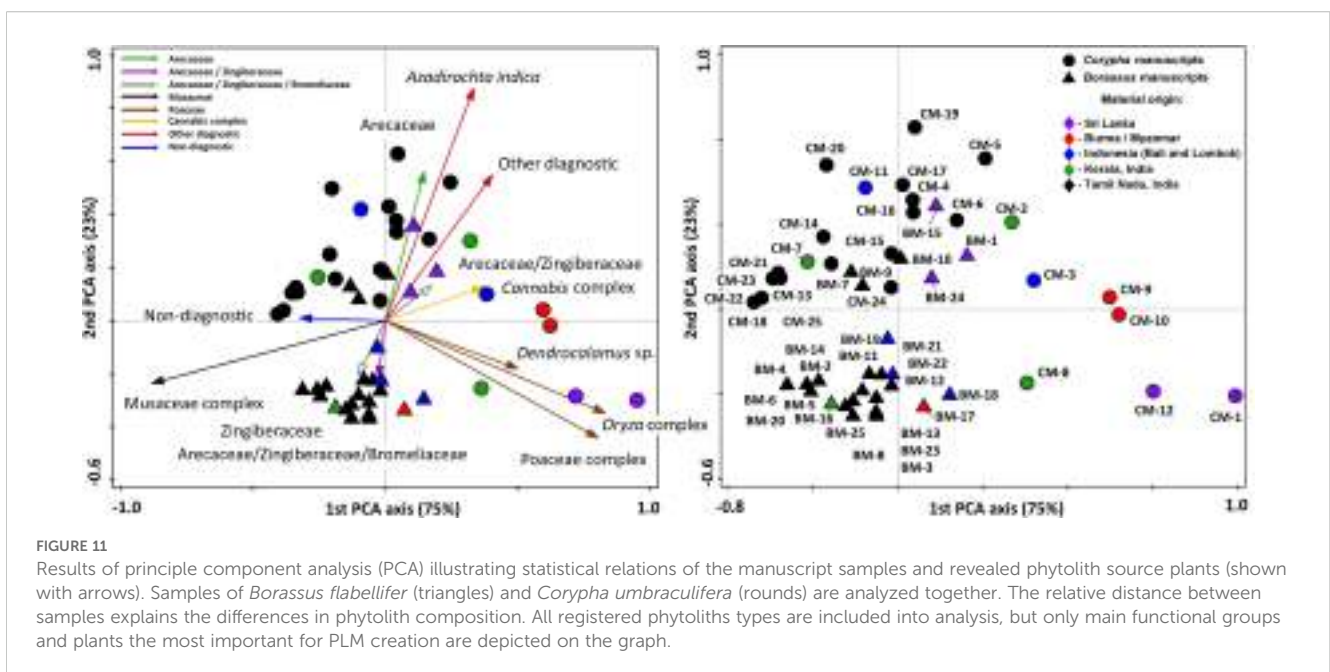 1.0
Arecaceae
Arecaceae / Zingiberaceae
Arecaceae / Zingiberaceae / Bromeliaceae
Musaceae
Poaceae
Cannabis complex
Other diagnostic
Non-diagnostic
Azadirachta indica
Arecaceae
Other diagnostic
Arecaceae/Zingiberaceae
Cannabis complex
Non-diagnostic
Dendrocalamus sp.
Musaceae complex
Oryza complex
Zingiberaceae
Arecaceae/Zingiberaceae/Bromeliaceae
Poaceae complex
2nd PCA axis (23%)
-0.6
-1.0
1st PCA axis (75%)
1.0
1.0
Corypha manuscripts
Borassus manuscripts
Material origin:
- Sri Lanka
- Burma / Myanmar
- Indonesia (Bali and Lombok)
- Kerala, India
- Tamil Nadu, India
CM-19
CM-5
CM-20
CM-11
CM-17
CM-4
CM-6
CM-2
CM-16
BM-15
CM-14
CM-15
BM-1
CM-7
BM-10
CM-21
BM-9
CM-3
CM-23
BM-7
BM-24
CM-9
CM-22
CM-13
CM-24
CM-10
CM-18
CM-25
BM-19
BM-21
BM-14
BM-11
BM-22
BM-4
BM-2
BM-12
CM-8
BM-6
BM-5
BM-18
CM-12
CM-1
BM-20
BM-16
BM-17
BM-25
BM-13
BM-8
BM-23
BM-3
2nd PCA axis (23%)
-0.6
-0.8
1st PCA axis (75%)
1.0
FIGURE 11
Results of principle component analysis (PCA) illustrating statistical relations of the manuscript samples and revealed phytolith source plants (shown
with arrows). Samples of Borassus flabellifer (triangles) and Corypha umbraculifera (rounds) are analyzed together. The relative distance between
samples explains the differences in phytolith composition. All registered phytoliths types are included into analysis, but only main functional groups
and plants the most important for PLM creation are depicted on the graph.